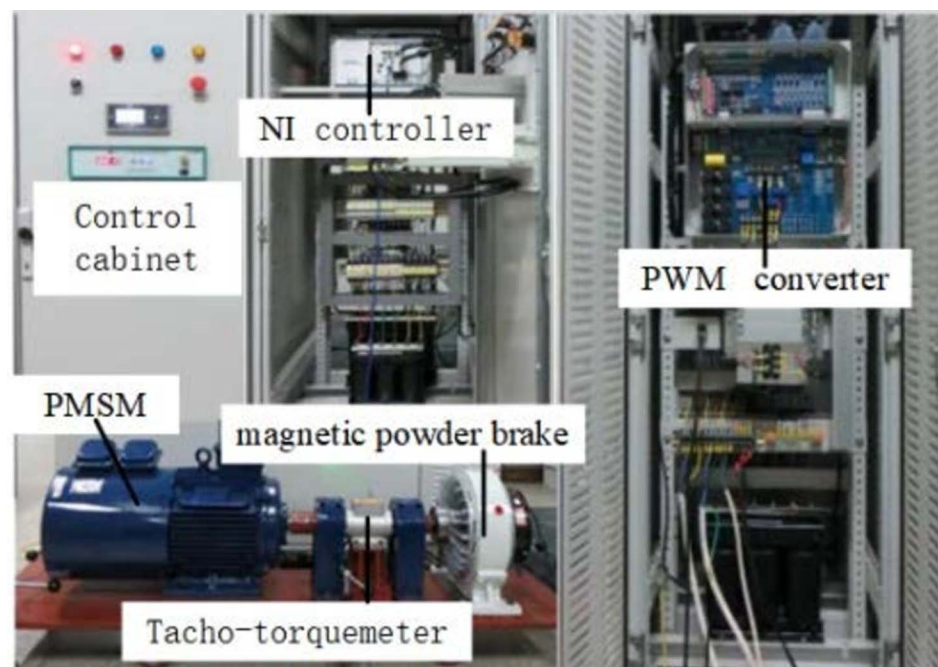 NI controller
Control
cabinet
PWM converter
PMSM
magnetic powder brake
Tacho-torquemeter